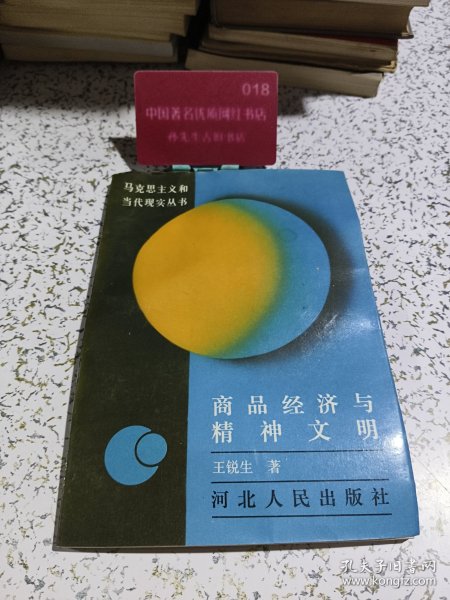 018
中国著名优质网红书店
孙先生古旧书店
马克思主义和
当代现实丛书
商品经济与
精神文明
王锐生 著
河北人民出版社
孔夫子旧书网
www.kongfz.com